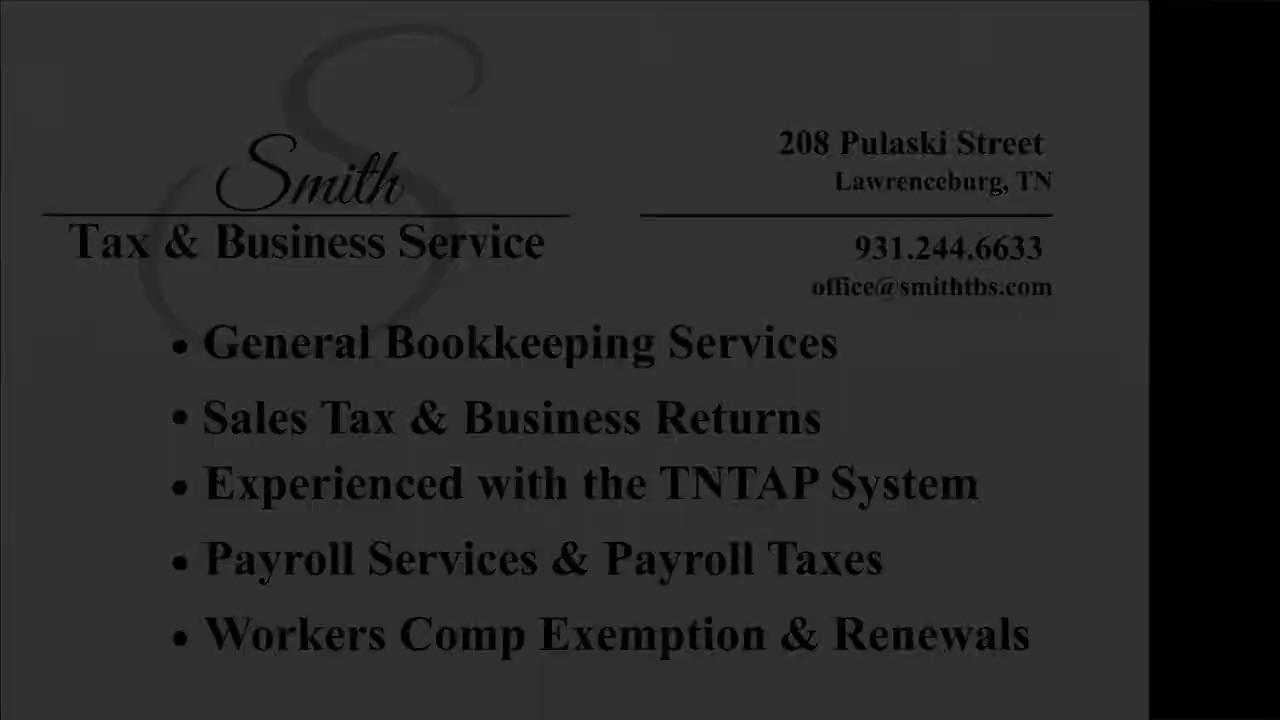 Smith
Tax & Business Service
208 Pulaski Street
Lawrenceburg, TN
931.244.6633
office@smithtbs.com
• General Bookkeeping Services
• Sales Tax & Business Returns
• Experienced with the TNTAP System
• Payroll Services & Payroll Taxes
• Workers Comp Exemption & Renewals